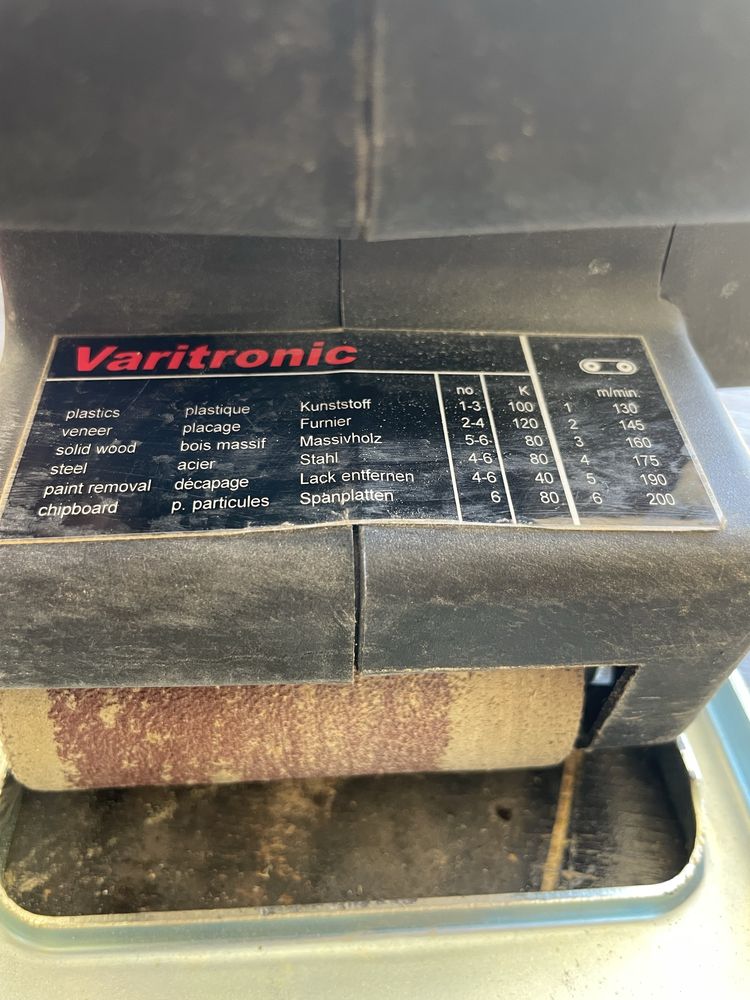 Varitronic
no. K m/min.
plastics plastique Kunststoff 1-3 100 1 130
veneer placage Furnier 2-4 120 2 145
solid wood bois massif Massivholz 5-6 80 3 160
steel acier Stahl 4-6 80 4 175
paint removal décapage Lack entfernen 4-6 40 5 190
chipboard p. particules Spanplatten 6 80 6 200